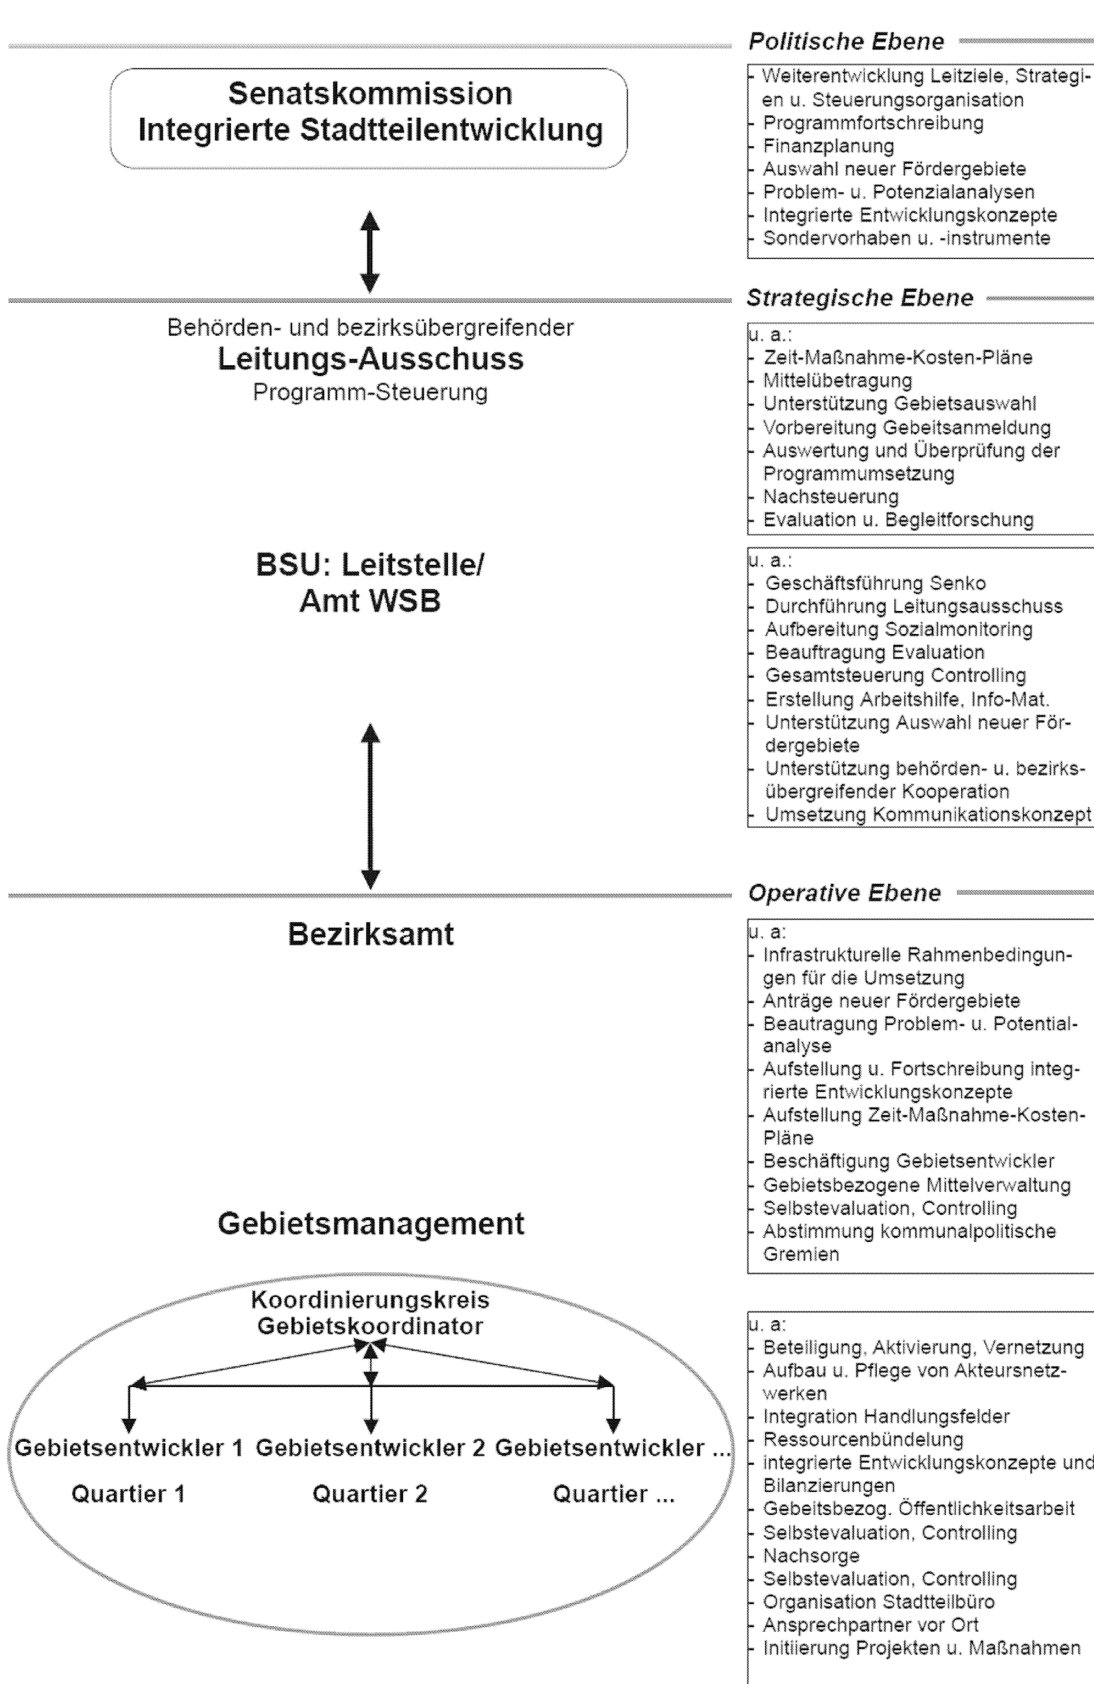 Politische Ebene
Senatskommission
Integrierte Stadtteilentwicklung
- Weiterentwicklung Leitziele, Strategi-
en u. Steuerungsorganisation
- Programmfortschreibung
- Finanzplanung
- Auswahl neuer Fördergebiete
- Problem- u. Potenzialanalysen
- Integrierte Entwicklungskonzepte
- Sondervorhaben u. -instrumente
Strategische Ebene
Behörden- und bezirksübergreifender
Leitungs-Ausschuss
Programm-Steuerung
u. a.:
- Zeit-Maßnahme-Kosten-Pläne
- Mittelübetragung
- Unterstützung Gebietsauswahl
- Vorbereitung Gebeitsanmeldung
- Auswertung und Überprüfung der
Programmumsetzung
- Nachsteuerung
- Evaluation u. Begleitforschung
BSU: Leitstelle/
Amt WSB
u. a.:
- Geschäftsführung Senko
- Durchführung Leitungsausschuss
- Aufbereitung Sozialmonitoring
- Beauftragung Evaluation
- Gesamtsteuerung Controlling
- Erstellung Arbeitshilfe, Info-Mat.
- Unterstützung Auswahl neuer För-
dergebiete
- Unterstützung behörden- u. bezirks-
übergreifender Kooperation
- Umsetzung Kommunikationskonzept
Operative Ebene
Bezirksamt
u. a:
- Infrastrukturelle Rahmenbedingun-
gen für die Umsetzung
- Anträge neuer Fördergebiete
- Beautragung Problem- u. Potential-
analyse
- Aufstellung u. Fortschreibung integ-
rierte Entwicklungskonzepte
- Aufstellung Zeit-Maßnahme-Kosten-
Pläne
- Beschäftigung Gebietsentwickler
- Gebietsbezogene Mittelverwaltung
- Selbstevaluation, Controlling
- Abstimmung kommunalpolitische
Gremien
Gebietsmanagement
Koordinierungskreis
Gebietskoordinator
Gebietsentwickler 1 Gebietsentwickler 2 Gebietsentwickler ...
Quartier 1 Quartier 2 Quartier ...
u. a:
- Beteiligung, Aktivierung, Vernetzung
- Aufbau u. Pflege von Akteursnetz-
werken
- Integration Handlungsfelder
- Ressourcenbündelung
- integrierte Entwicklungskonzepte und
Bilanzierungen
- Gebeitsbezog. Öffentlichkeitsarbeit
- Selbstevaluation, Controlling
- Nachsorge
- Selbstevaluation, Controlling
- Organisation Stadtteilbüro
- Ansprechpartner vor Ort
- Initiierung Projekten u. Maßnahmen